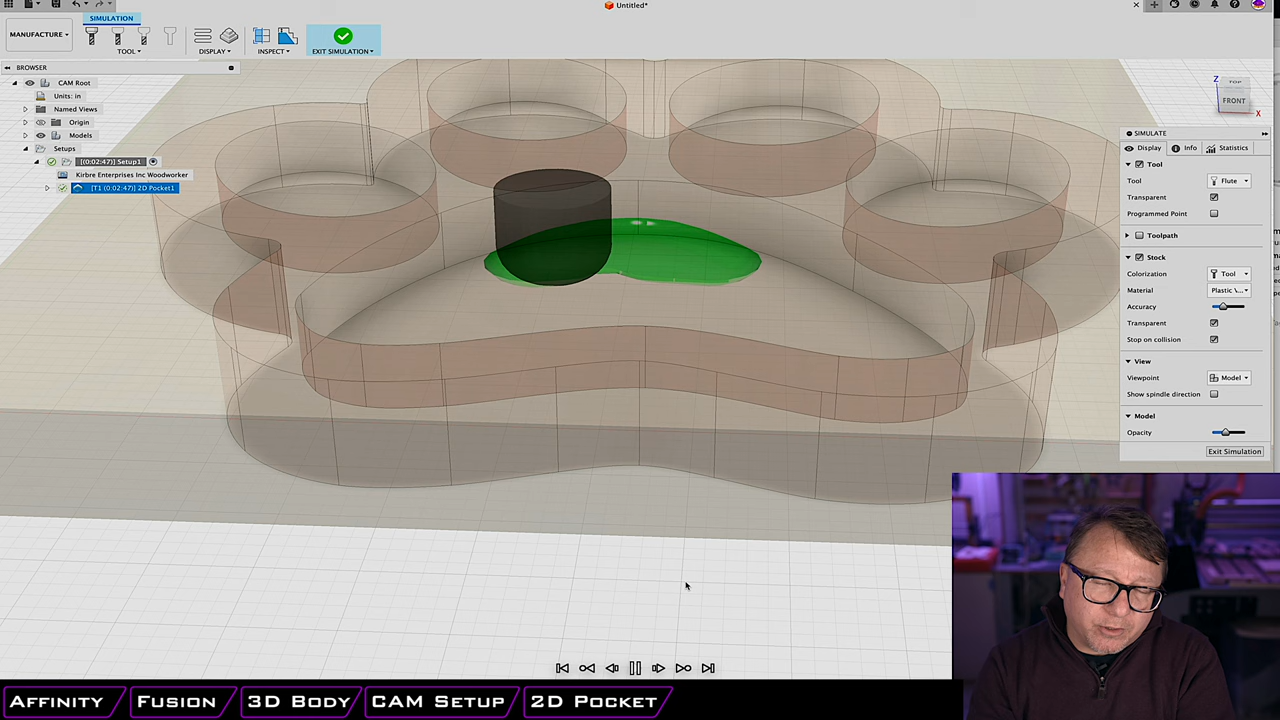 Untitled*
MANUFACTURE
SIMULATION
TOOL
DISPLAY
INSPECT
EXIT SIMULATION
BROWSER
CAM Root
Units: in
Named Views
Origin
Models
Setups
[(0:02:47)] Setup1
Kirbre Enterprises Inc Woodworker
[T1 (0:02:47)] 2D Pocket1
Z
TOP
FRONT
X
SIMULATE
Display Info Statistics
Tool
Tool Flute
Transparent
Programmed Point
Toolpath
Stock
Colorization Tool
Material Plastic \...
Accuracy
Transparent
Stop on collision
View
Viewpoint Model
Show spindle direction
Model
Opacity
Exit Simulation
AFFINITY FUSION 3D BODY CAM SETUP 2D POCKET